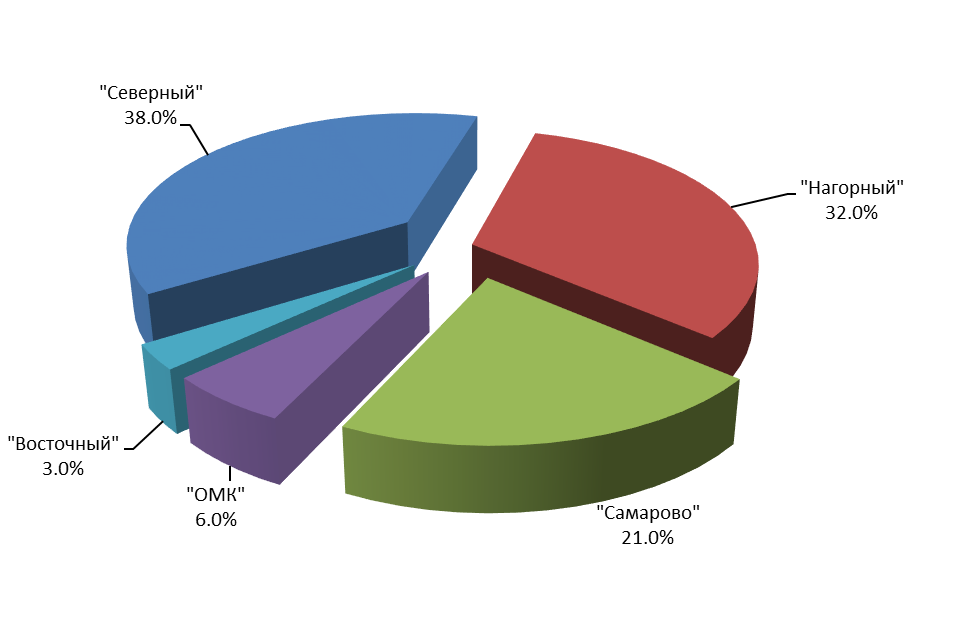 "Северный"
38.0%
"Нагорный"
32.0%
"Восточный"
3.0%
"ОМК"
6.0%
"Самарово"
21.0%